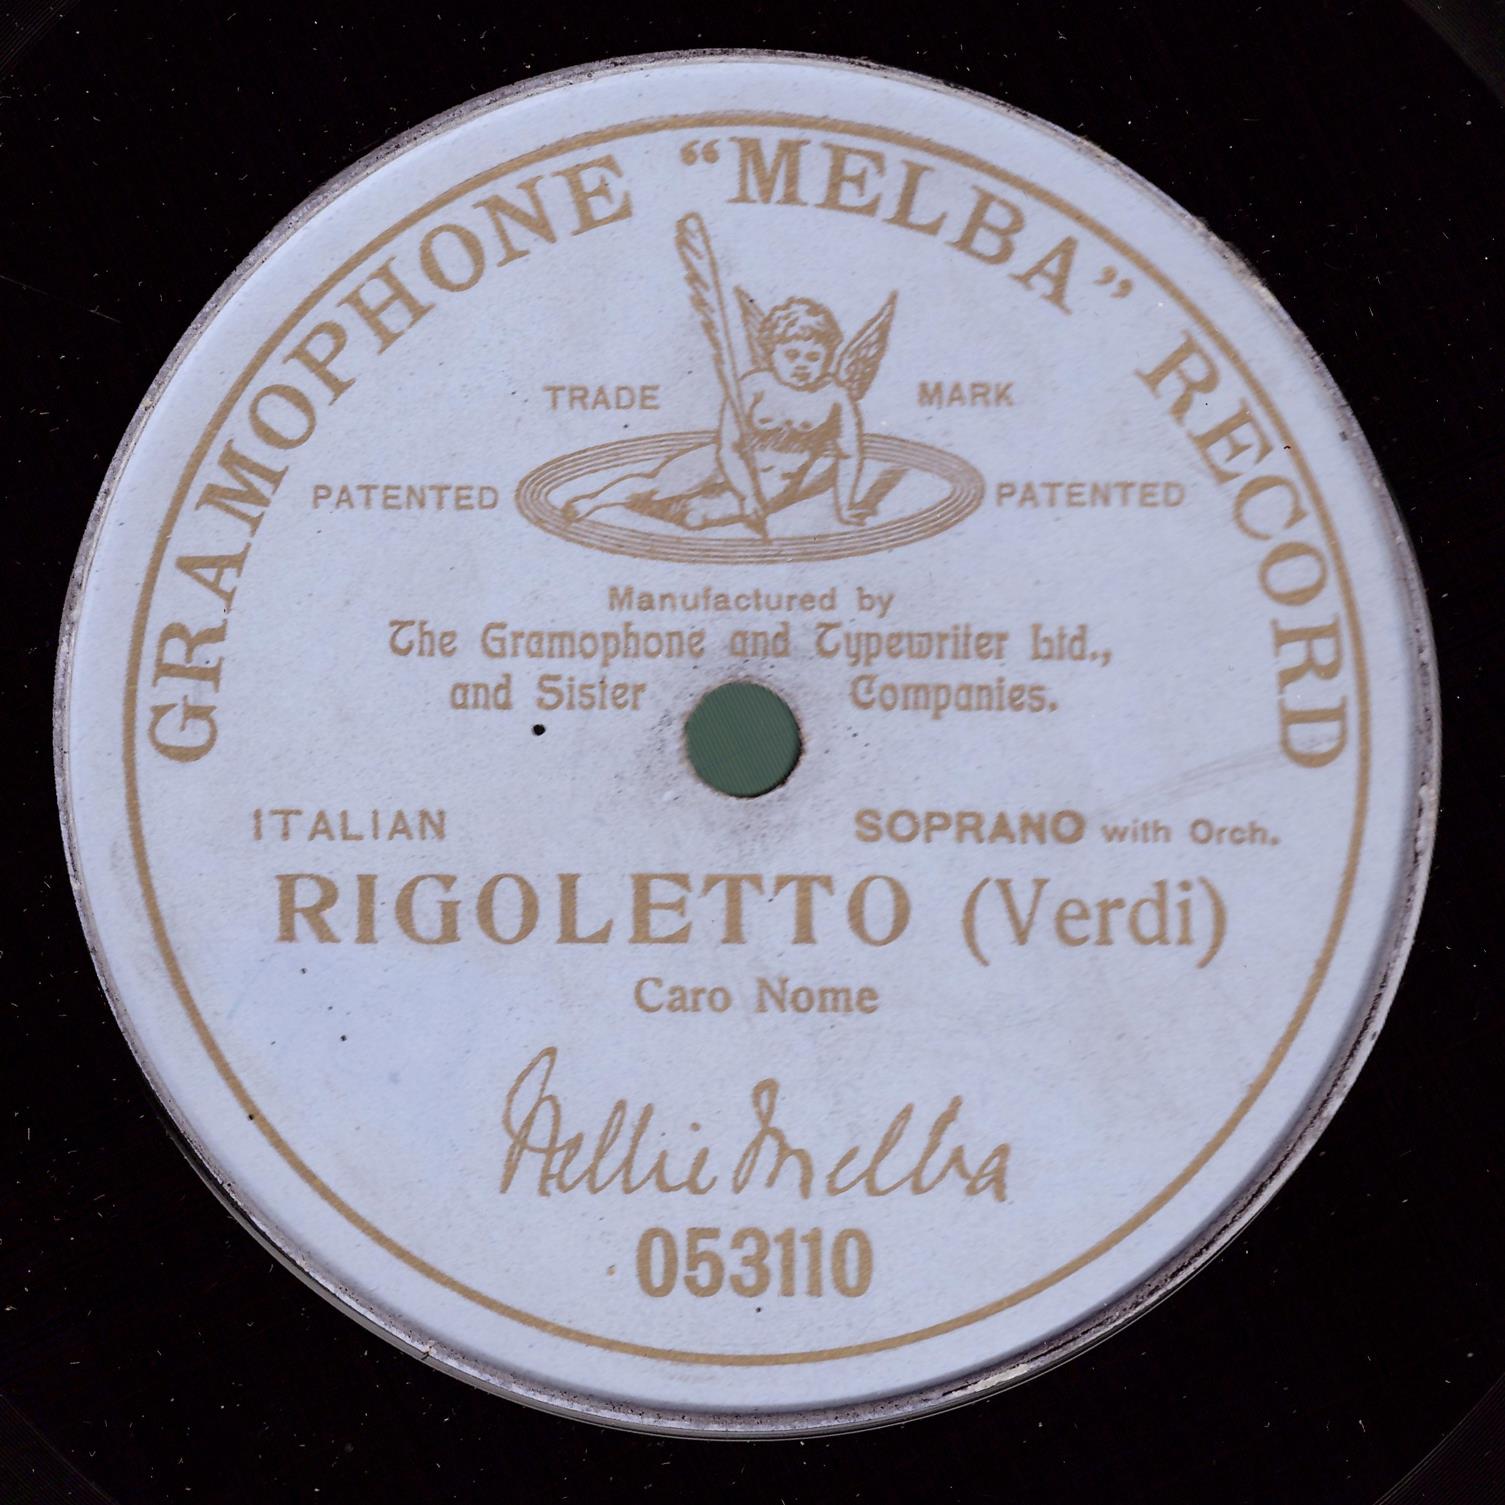 GRAMOPHONE “MELBA” RECORD
TRADE MARK
PATENTED PATENTED
Manufactured by
The Gramophone and Typewriter Ltd.,
and Sister Companies.
ITALIAN SOPRANO with Orch.
RIGOLETTO (Verdi)
Caro Nome
Nellie Melba
053110